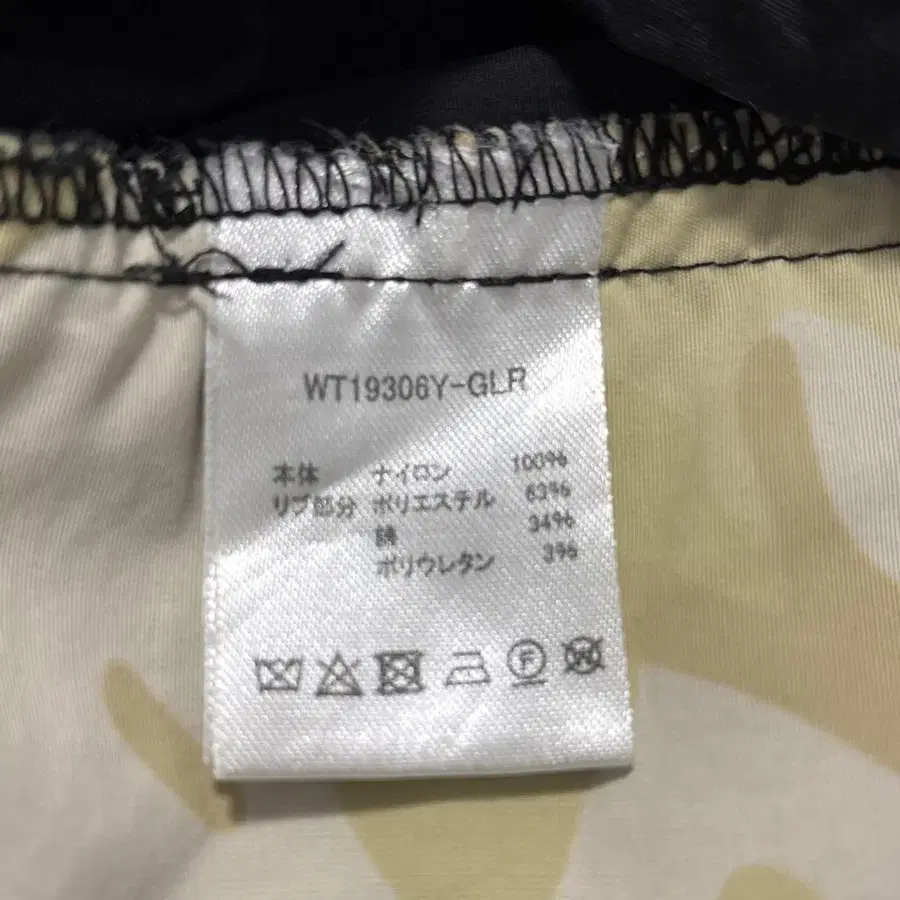 WT19306Y-GLR
本体 ナイロン 100%
リブ部分 ポリエステル 63%
綿 34%
ポリウレタン 3%
F